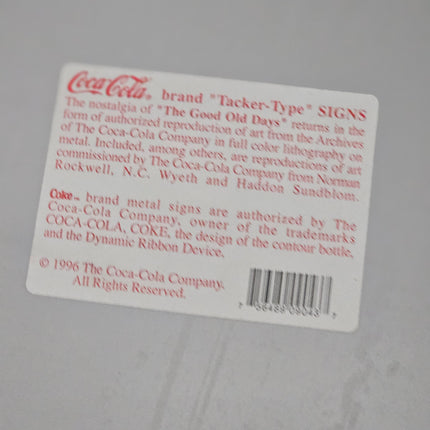 Coca-Cola® brand "Tacker-Type" SIGNS
The nostalgia of "The Good Old Days" returns in the
form of authorized reproduction of art from the Archives
of The Coca-Cola Company in full color lithography on
metal. Included, among others, are reproductions of art
commissioned by The Coca-Cola Company from Norman
Rockwell, N.C. Wyeth and Haddon Sundblom.
Coke™ brand metal signs are authorized by The
Coca-Cola Company, owner of the trademarks
COCA-COLA, COKE, the design of the contour bottle,
and the Dynamic Ribbon Device.
© 1996 The Coca-Cola Company.
All Rights Reserved.